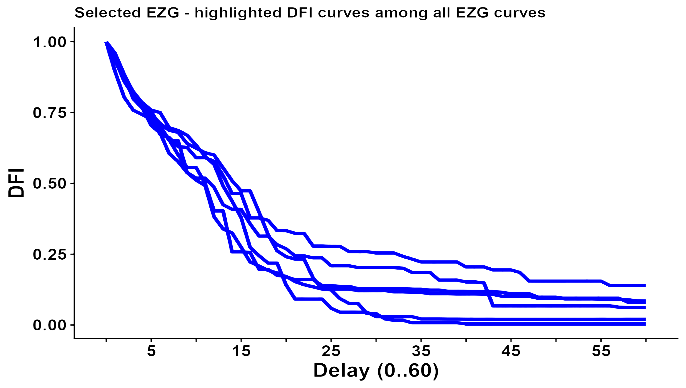 Selected EZG - highlighted DFI curves among all EZG curves
1.00
0.75
0.50
0.25
0.00
DFI
5 15 25 35 45 55
Delay (0..60)